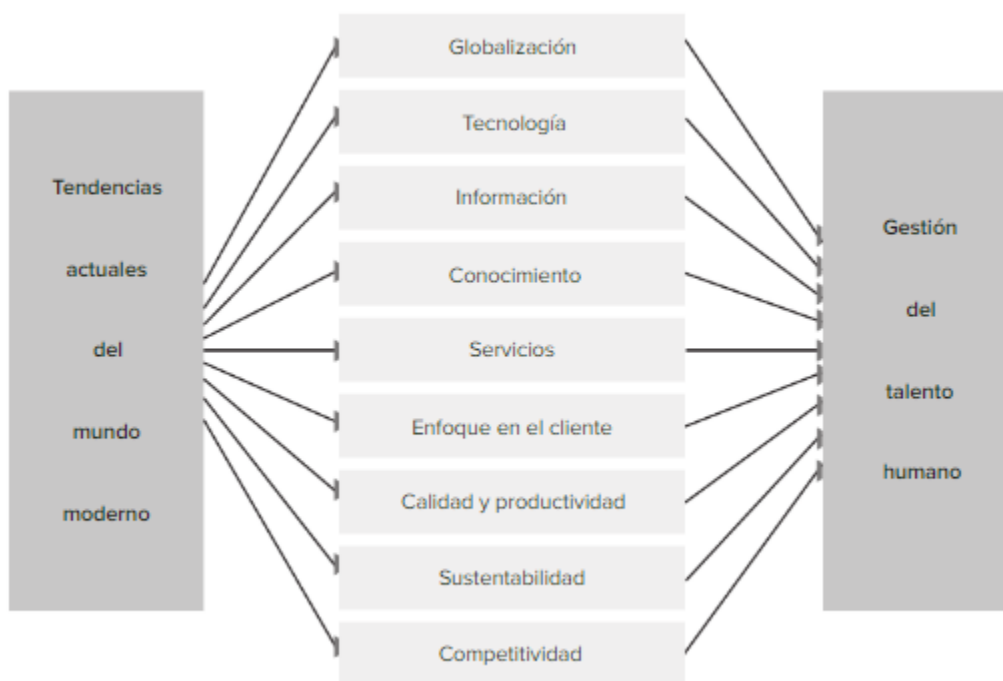 Tendencias
actuales
del
mundo
moderno
Globalización
Tecnología
Información
Conocimiento
Servicios
Enfoque en el cliente
Calidad y productividad
Sustentabilidad
Competitividad
Gestión
del
talento
humano